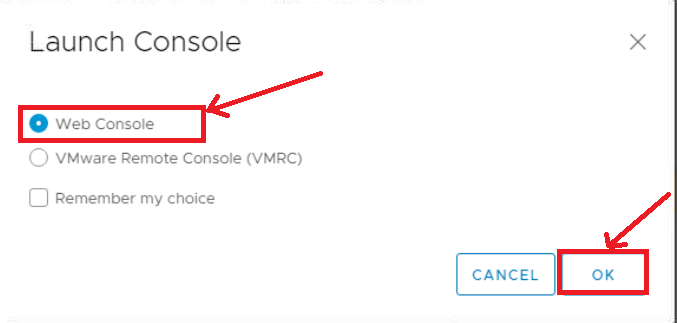 Launch Console
Web Console
VMware Remote Console (VMRC)
Remember my choice
CANCEL OK